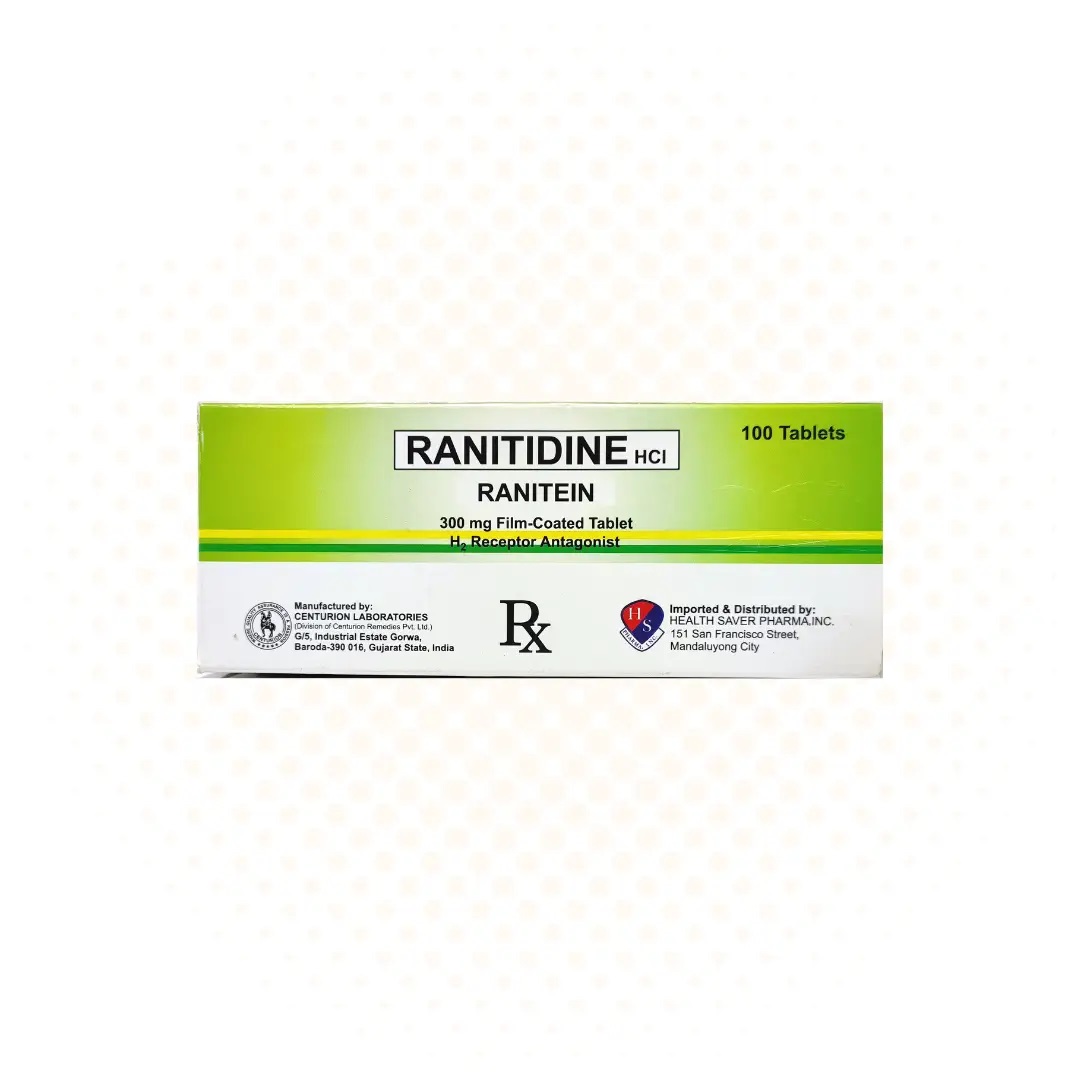 RANITIDINE HCl
100 Tablets
RANITEIN
300 mg Film-Coated Tablet
H₂ Receptor Antagonist
Manufactured by:
CENTURION LABORATORIES
(Division of Centurion Remedies Pvt. Ltd.)
G/5, Industrial Estate Gorwa,
Baroda-390 016, Gujarat State, India
Rx
H
S
PHARMA INC.
Imported & Distributed by:
HEALTH SAVER PHARMA.INC.
151 San Francisco Street,
Mandaluyong City